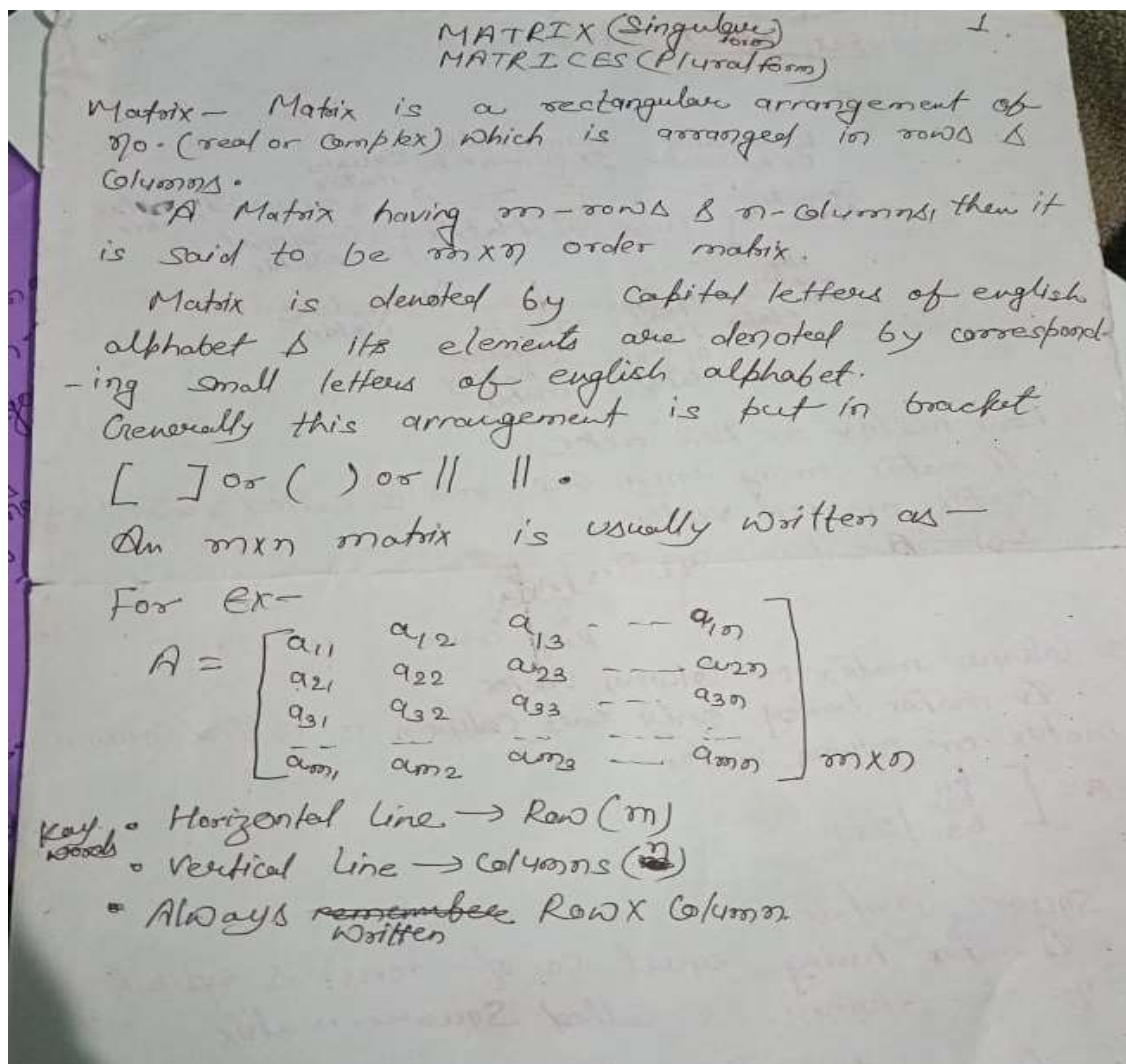 MATRIX (Singular form) 1.
MATRICES (Plural form)
Matrix - Matrix is a rectangular arrangement of
no. (real or complex) which is arranged in rows &
columns.
A Matrix having m-rows & n-columns, then it
is said to be m×n order matrix.
Matrix is denoted by Capital letters of english
alphabet & its elements are denoted by correspond-
-ing small letters of english alphabet.
Generally this arrangement is put in bracket
[ ] or ( ) or || ||.
An m×n matrix is usually written as —
For ex-
A = [ a11 a12 a13 - -- a1n
a21 a22 a23 ---- a2n
a31 a32 a33 --- a3n
-- -- -- ---- --
am1 am2 am3 --- amn ] m×n
Key words • Horizental Line → Row (m)
• Vertical Line → Columns (n)
• Always remember written Row X Column